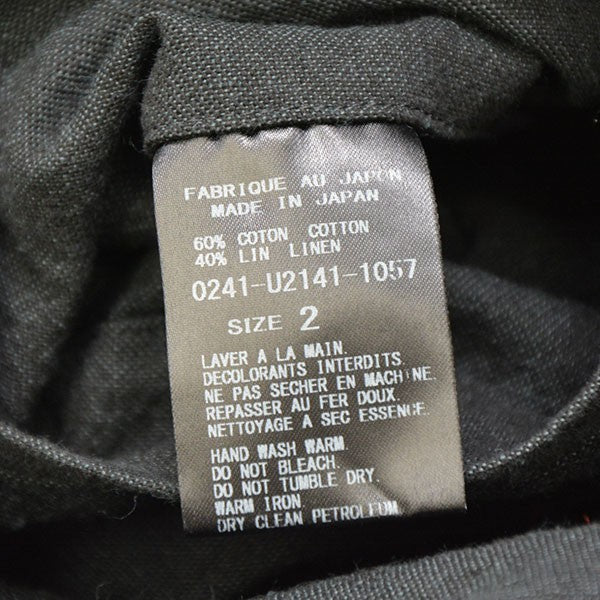 FABRIQUE AU JAPON
MADE IN JAPAN
60% COTON COTTON
40% LIN LINEN
0241-U2141-1057
SIZE 2
LAVER A LA MAIN.
DECOLORANTS INTERDITS.
NE PAS SECHER EN MACHINE.
REPASSER AU FER DOUX.
NETTOYAGE A SEC ESSENCE.
HAND WASH WARM.
DO NOT BLEACH.
DO NOT TUMBLE DRY.
WARM IRON
DRY CLEAN PETROLEUM.